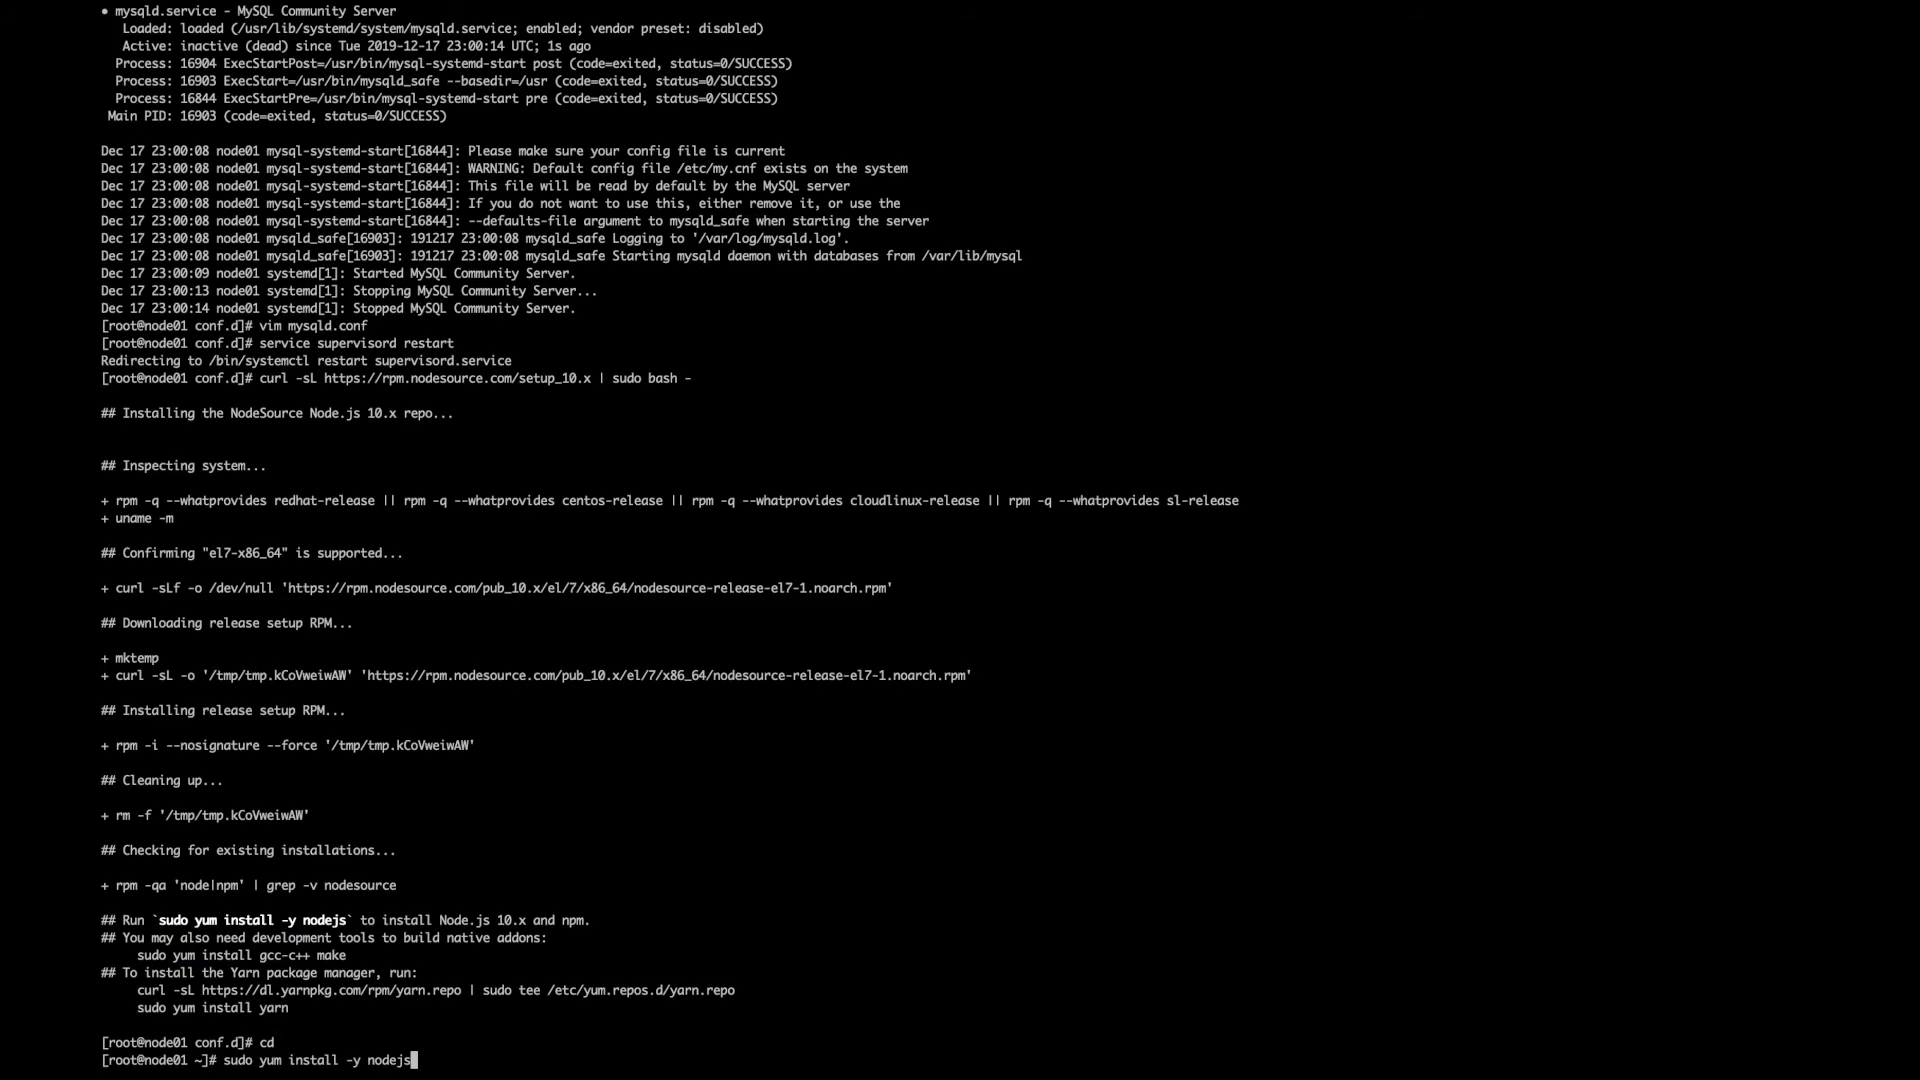 ● mysqld.service - MySQL Community Server
Loaded: loaded (/usr/lib/systemd/system/mysqld.service; enabled; vendor preset: disabled)
Active: inactive (dead) since Tue 2019-12-17 23:00:14 UTC; 1s ago
Process: 16904 ExecStartPost=/usr/bin/mysql-systemd-start post (code=exited, status=0/SUCCESS)
Process: 16903 ExecStart=/usr/bin/mysqld_safe --basedir=/usr (code=exited, status=0/SUCCESS)
Process: 16844 ExecStartPre=/usr/bin/mysql-systemd-start pre (code=exited, status=0/SUCCESS)
Main PID: 16903 (code=exited, status=0/SUCCESS)
Dec 17 23:00:08 node01 mysql-systemd-start[16844]: Please make sure your config file is current
Dec 17 23:00:08 node01 mysql-systemd-start[16844]: WARNING: Default config file /etc/my.cnf exists on the system
Dec 17 23:00:08 node01 mysql-systemd-start[16844]: This file will be read by default by the MySQL server
Dec 17 23:00:08 node01 mysql-systemd-start[16844]: If you do not want to use this, either remove it, or use the
Dec 17 23:00:08 node01 mysql-systemd-start[16844]: --defaults-file argument to mysqld_safe when starting the server
Dec 17 23:00:08 node01 mysqld_safe[16903]: 191217 23:00:08 mysqld_safe Logging to '/var/log/mysqld.log'.
Dec 17 23:00:08 node01 mysqld_safe[16903]: 191217 23:00:08 mysqld_safe Starting mysqld daemon with databases from /var/lib/mysql
Dec 17 23:00:09 node01 systemd[1]: Started MySQL Community Server.
Dec 17 23:00:13 node01 systemd[1]: Stopping MySQL Community Server...
Dec 17 23:00:14 node01 systemd[1]: Stopped MySQL Community Server.
[root@node01 conf.d]# vim mysqld.conf
[root@node01 conf.d]# service supervisord restart
Redirecting to /bin/systemctl restart supervisord.service
[root@node01 conf.d]# curl -sL https://rpm.nodesource.com/setup_10.x | sudo bash -
## Installing the NodeSource Node.js 10.x repo...
## Inspecting system...
+ rpm -q --whatprovides redhat-release || rpm -q --whatprovides centos-release || rpm -q --whatprovides cloudlinux-release || rpm -q --whatprovides sl-release
+ uname -m
## Confirming "el7-x86_64" is supported...
+ curl -sLf -o /dev/null 'https://rpm.nodesource.com/pub_10.x/el/7/x86_64/nodesource-release-el7-1.noarch.rpm'
## Downloading release setup RPM...
+ mktemp
+ curl -sL -o '/tmp/tmp.kCoVweiwAW' 'https://rpm.nodesource.com/pub_10.x/el/7/x86_64/nodesource-release-el7-1.noarch.rpm'
## Installing release setup RPM...
+ rpm -i --nosignature --force '/tmp/tmp.kCoVweiwAW'
## Cleaning up...
+ rm -f '/tmp/tmp.kCoVweiwAW'
## Checking for existing installations...
+ rpm -qa 'node|npm' | grep -v nodesource
## Run `sudo yum install -y nodejs` to install Node.js 10.x and npm.
## You may also need development tools to build native addons:
sudo yum install gcc-c++ make
## To install the Yarn package manager, run:
curl -sL https://dl.yarnpkg.com/rpm/yarn.repo | sudo tee /etc/yum.repos.d/yarn.repo
sudo yum install yarn
[root@node01 conf.d]# cd
[root@node01 ~]# sudo yum install -y nodejs